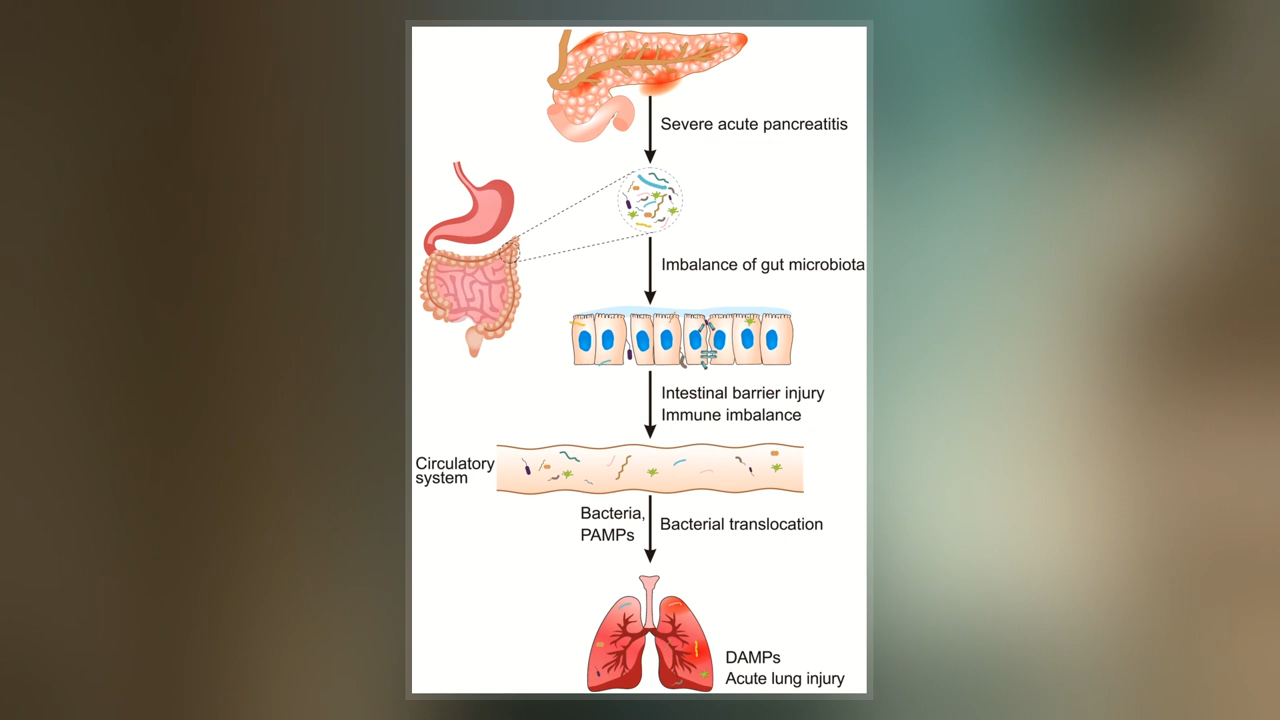 Severe acute pancreatitis
Imbalance of gut microbiota
Intestinal barrier injury
Immune imbalance
Circulatory
system
Bacteria,
PAMPs
Bacterial translocation
DAMPs
Acute lung injury